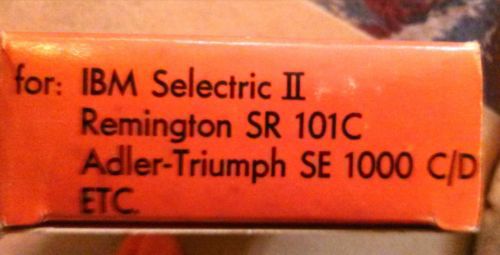 for: IBM Selectric II
Remington SR 101C
Adler-Triumph SE 1000 C/D
ETC.